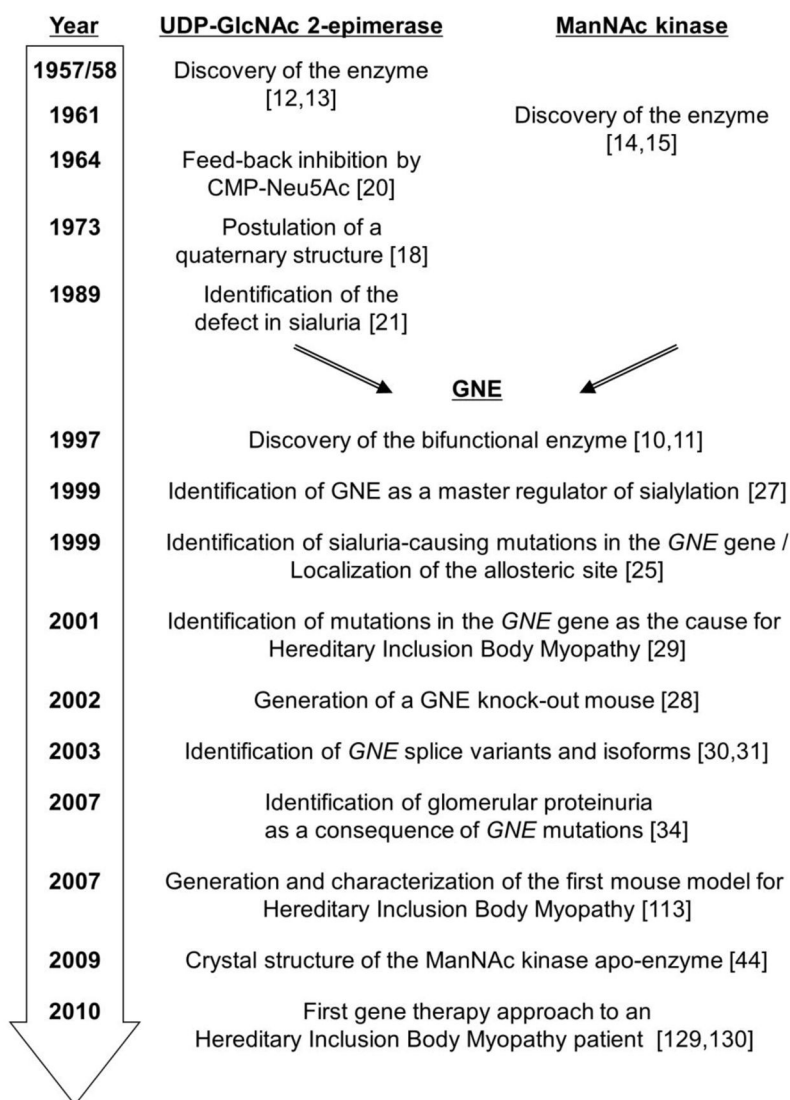 Year UDP-GlcNAc 2-epimerase ManNAc kinase
1957/58 Discovery of the enzyme
[12,13]
1961 Discovery of the enzyme
[14,15]
1964 Feed-back inhibition by
CMP-Neu5Ac [20]
1973 Postulation of a
quaternary structure [18]
1989 Identification of the
defect in sialuria [21]
GNE
1997 Discovery of the bifunctional enzyme [10,11]
1999 Identification of GNE as a master regulator of sialylation [27]
1999 Identification of sialuria-causing mutations in the GNE gene /
Localization of the allosteric site [25]
2001 Identification of mutations in the GNE gene as the cause for
Hereditary Inclusion Body Myopathy [29]
2002 Generation of a GNE knock-out mouse [28]
2003 Identification of GNE splice variants and isoforms [30,31]
2007 Identification of glomerular proteinuria
as a consequence of GNE mutations [34]
2007 Generation and characterization of the first mouse model for
Hereditary Inclusion Body Myopathy [113]
2009 Crystal structure of the ManNAc kinase apo-enzyme [44]
2010 First gene therapy approach to an
Hereditary Inclusion Body Myopathy patient [129,130]